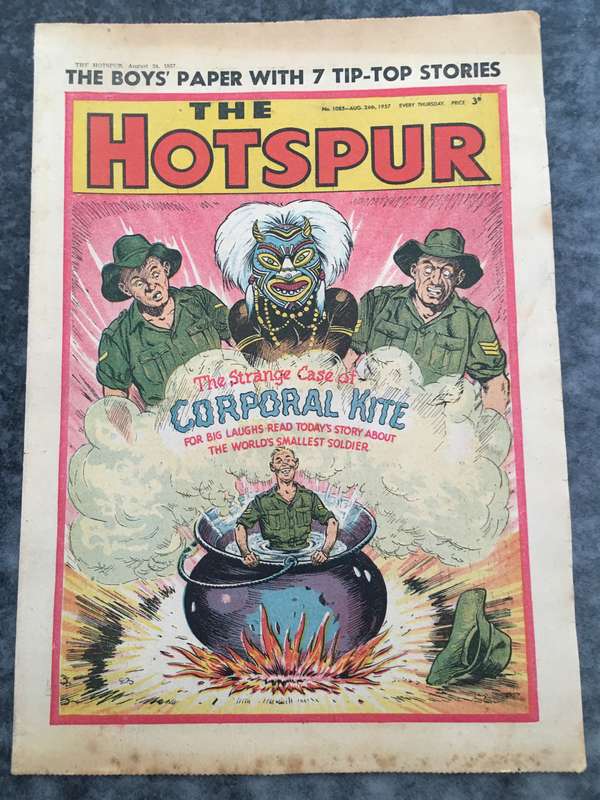 THE HOTSPUR, August 24, 1957.
THE BOYS' PAPER WITH 7 TIP-TOP STORIES
THE
No. 1085—AUG. 24th, 1957 EVERY THURSDAY. PRICE 3ᴰ
HOTSPUR
The Strange Case of
CORPORAL KITE
FOR BIG LAUGHS READ TODAY'S STORY ABOUT
THE WORLD'S SMALLEST SOLDIER